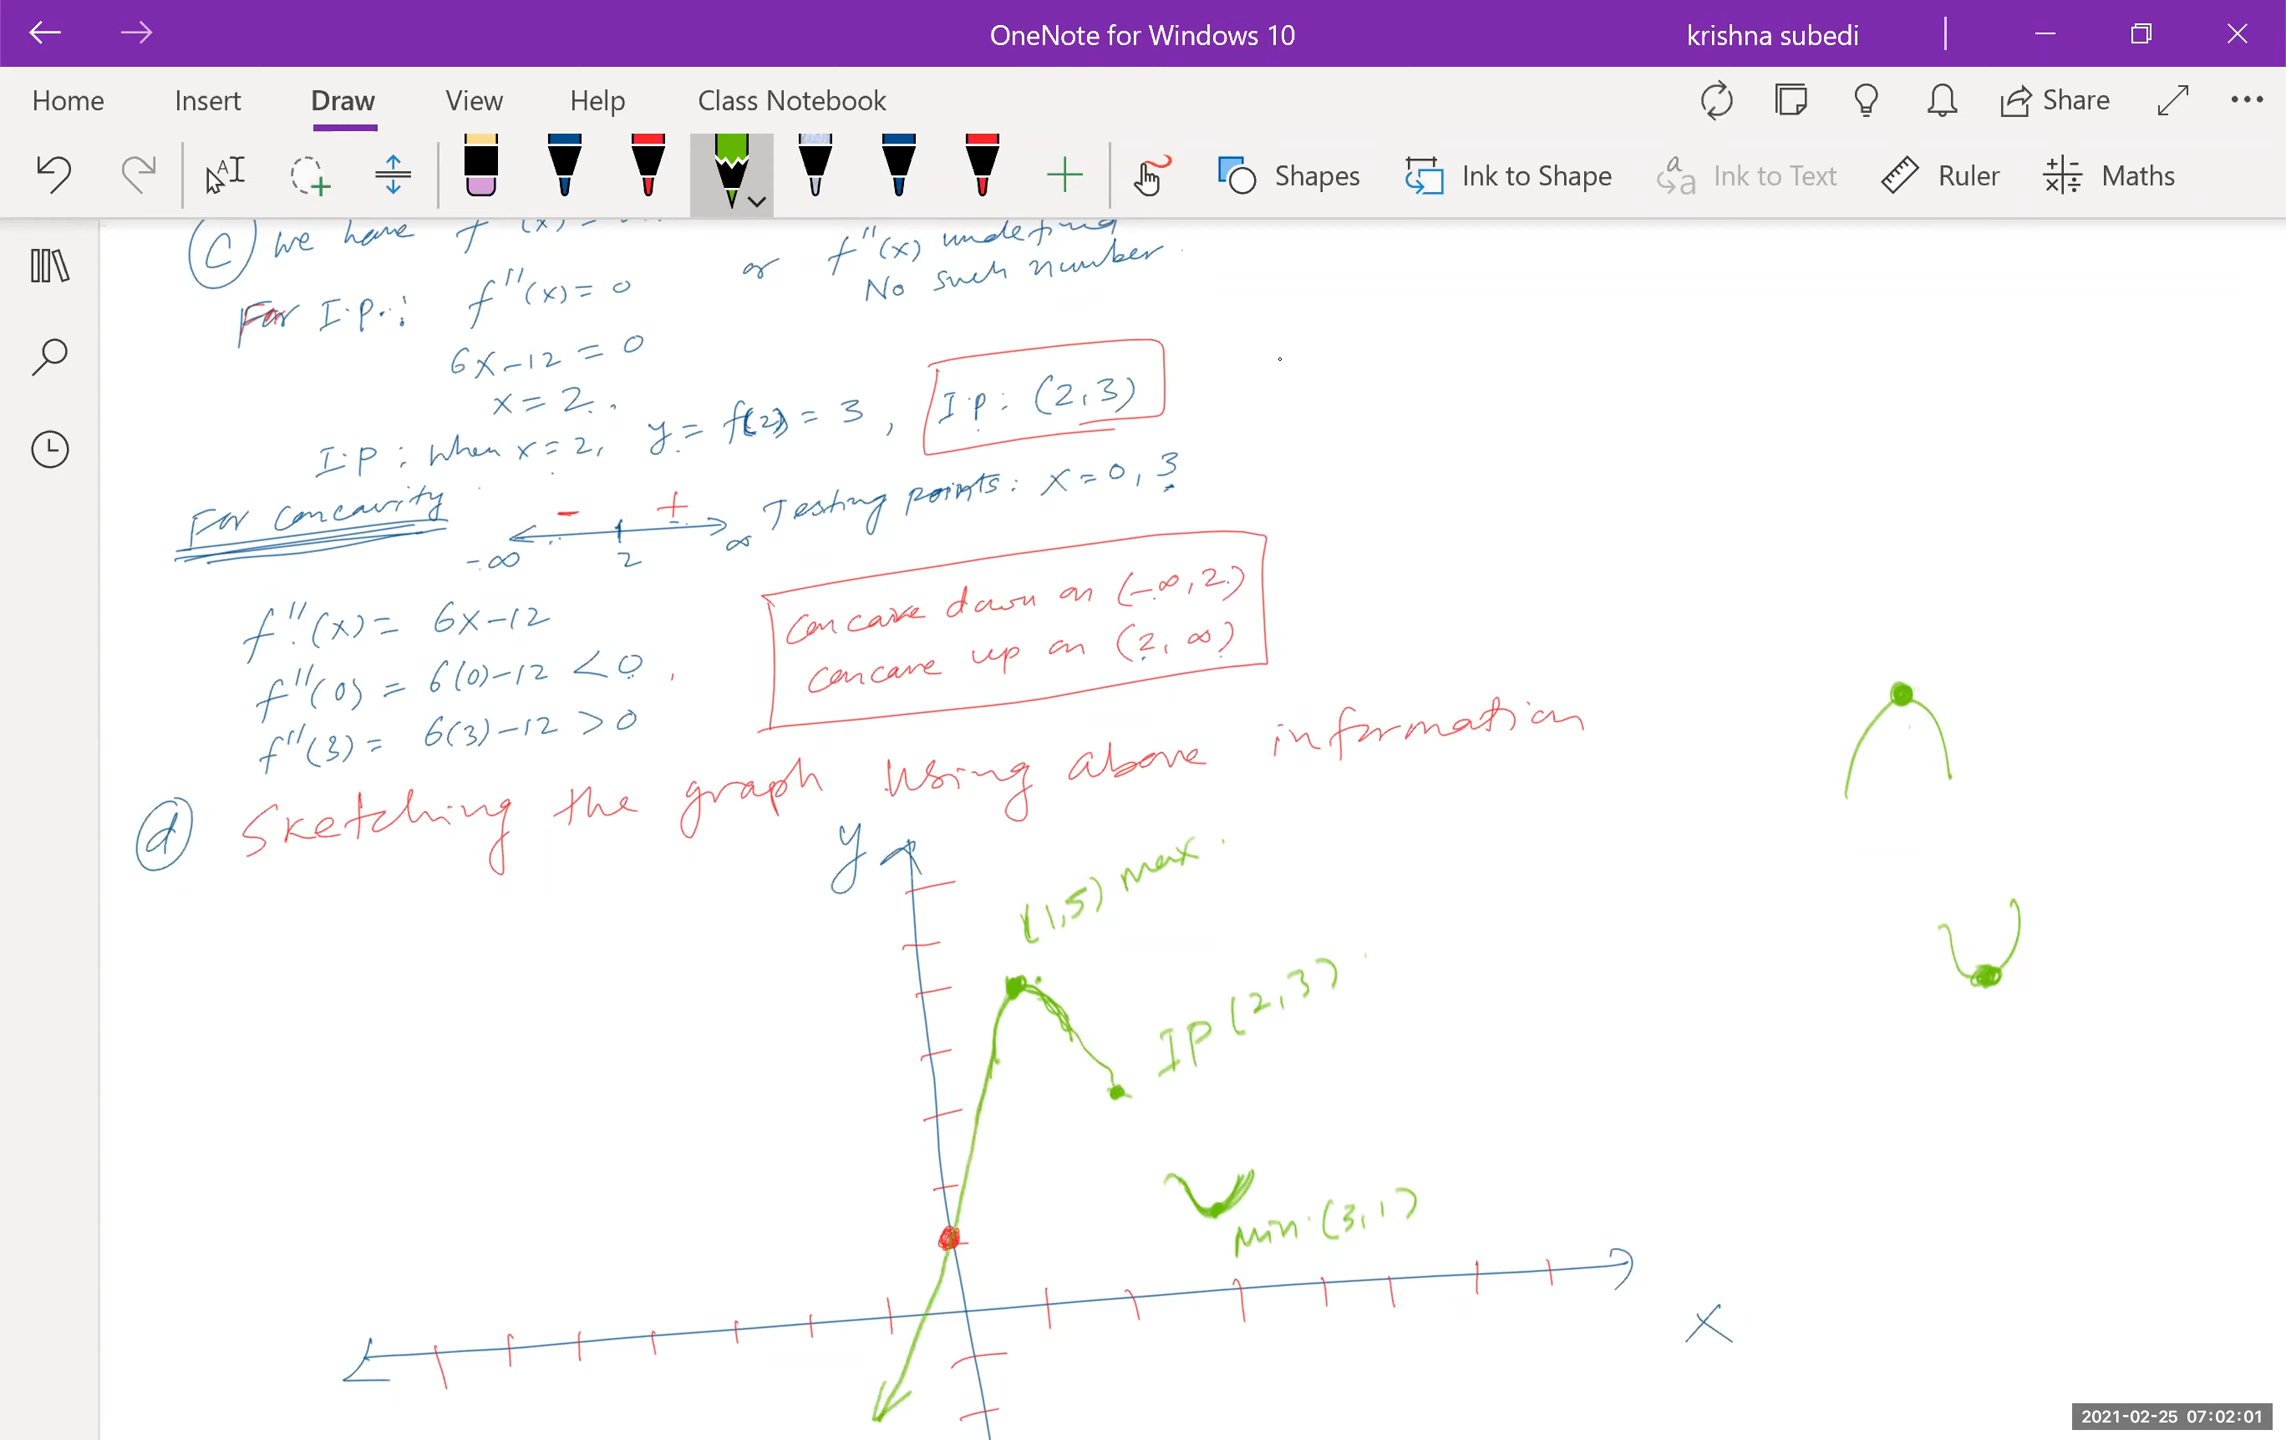 OneNote for Windows 10
krishna subedi
Home Insert Draw View Help Class Notebook
Share
Shapes Ink to Shape Ink to Text Ruler Maths
(C) We have f (x) =
or f''(x) undefind
No such number.
For I.P.: f''(x) = 0
6x-12 = 0
x = 2.
I.P: When x = 2, y = f(2) = 3, I.P: (2,3)
For concavity
- +
-∞ 2 ∞
Testing points: x = 0, 3
f''(x) = 6x-12
f''(0) = 6(0)-12 < 0,
f''(3) = 6(3)-12 > 0
Concave down on (-∞, 2)
Concave up on (2, ∞)
(d) Sketching the graph using above information
y
(1,5) max.
IP (2,3)
Min. (3,1)
x
2021-02-25 07:02:01